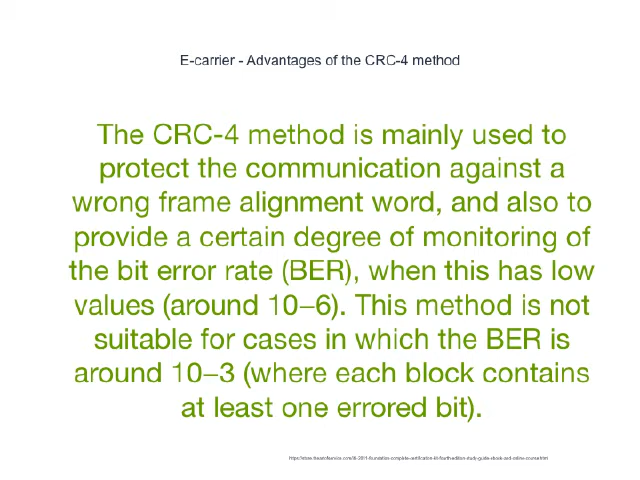 E-carrier - Advantages of the CRC-4 method
The CRC-4 method is mainly used to
protect the communication against a
wrong frame alignment word, and also to
provide a certain degree of monitoring of
the bit error rate (BER), when this has low
values (around 10–6). This method is not
suitable for cases in which the BER is
around 10–3 (where each block contains
at least one errored bit).